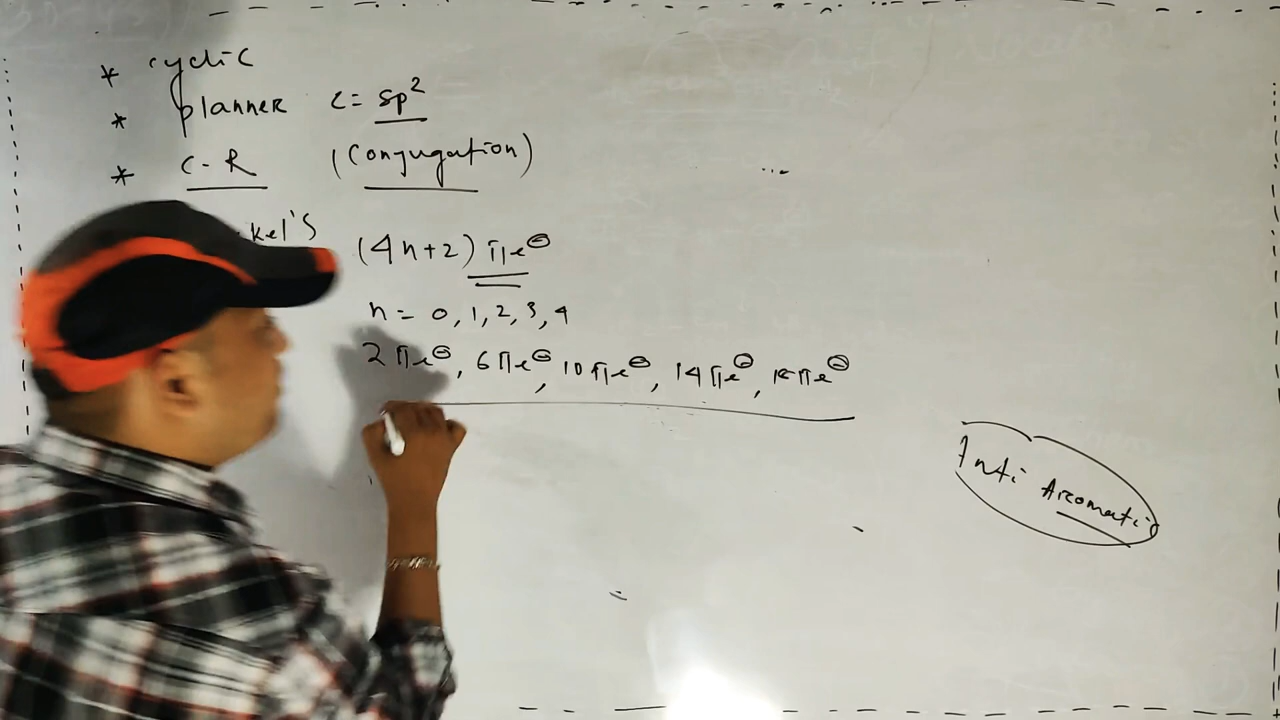 * cyclic
* planner C = sp²
* C-R (conjugation)
kel's (4n+2) πe⊖
n = 0, 1, 2, 3, 4
2πe⊖, 6πe⊖, 10πe⊖, 14πe⊖, 18πe⊖
Anti Aromatic